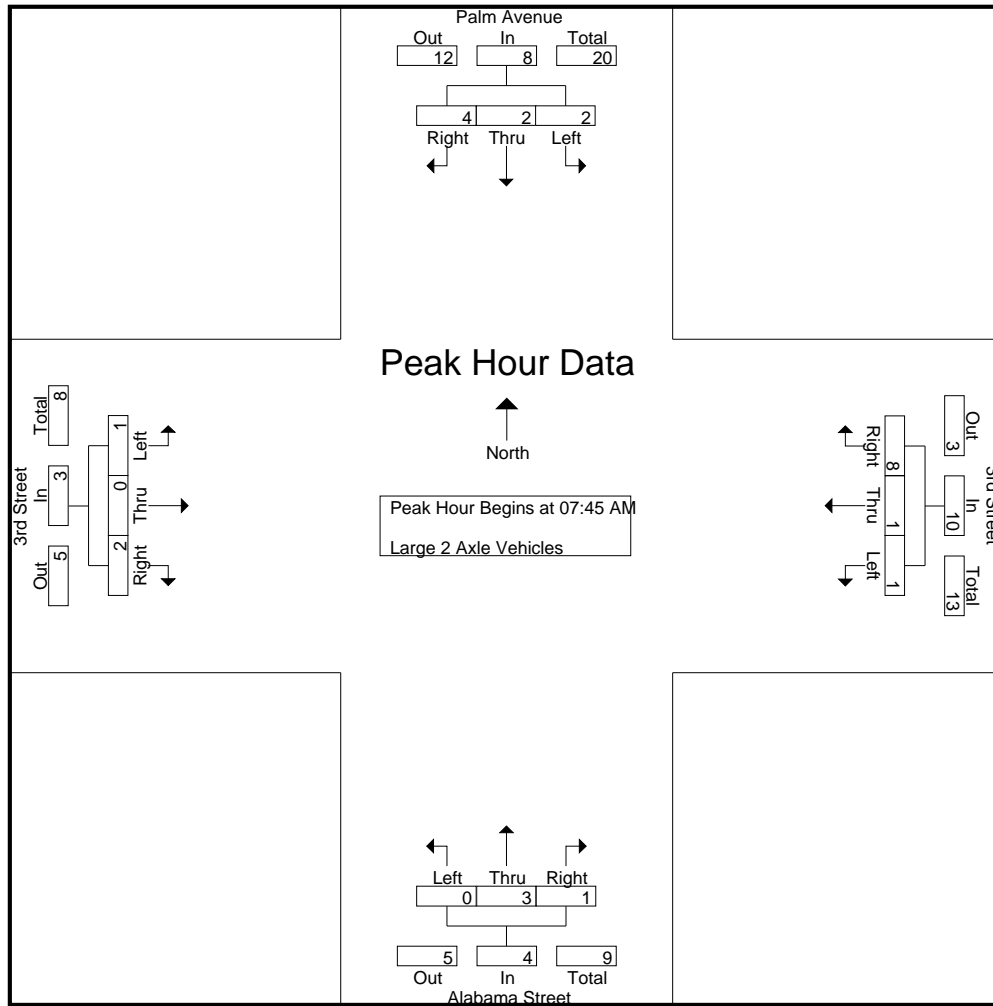 Palm Avenue
Out In Total
12 8 20
4 2 2
Right Thru Left
Peak Hour Data
North
Peak Hour Begins at 07:45 AM
Large 2 Axle Vehicles
3rd Street
Total In Out
8 3 5
1 0 2
Left Thru Right
Right Thru Left
8 1 1
Out In Total
3 10 13
3rd Street
Left Thru Right
0 3 1
5 4 9
Out In Total
Alabama Street